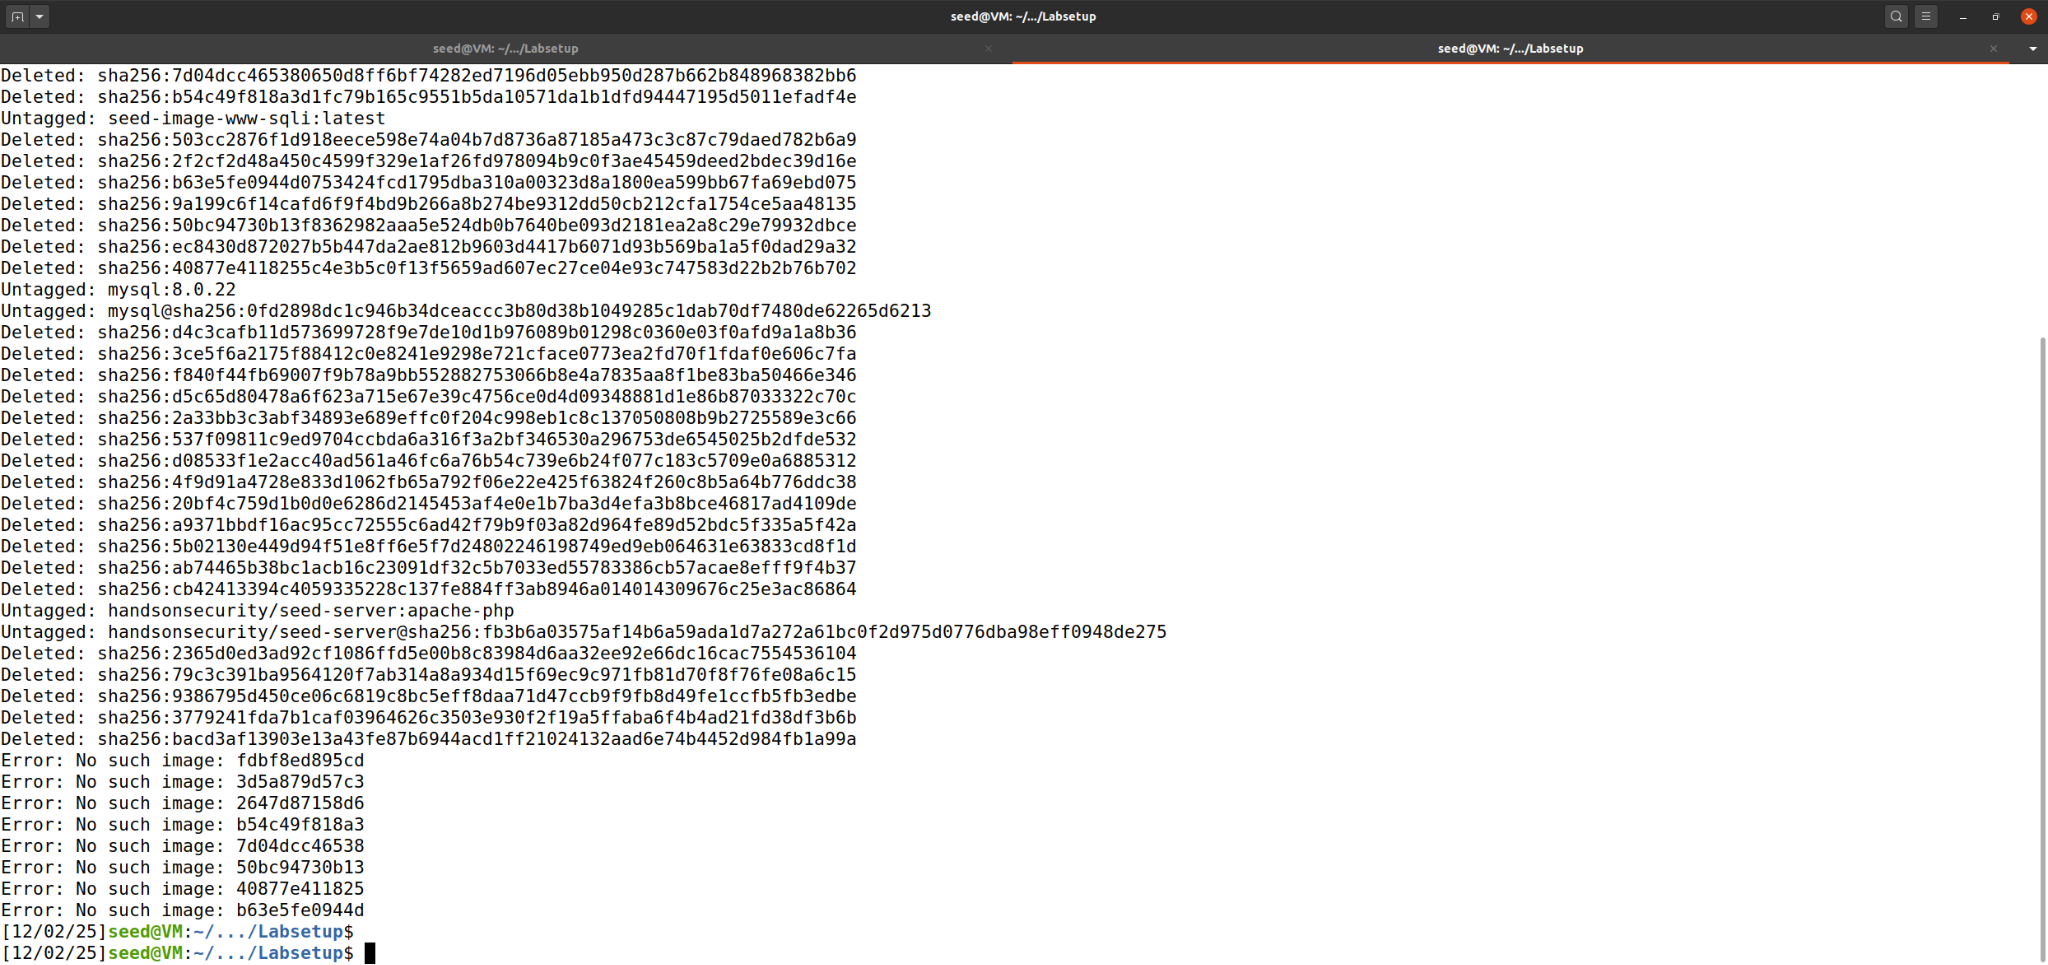 seed@VM: ~/.../Labsetup
seed@VM: ~/.../Labsetup
seed@VM: ~/.../Labsetup
Deleted: sha256:7d04dcc465380650d8ff6bf74282ed7196d05ebb950d287b662b848968382bb6
Deleted: sha256:b54c49f818a3d1fc79b165c9551b5da10571da1b1dfd94447195d5011efadf4e
Untagged: seed-image-www-sqli:latest
Deleted: sha256:503cc2876f1d918eece598e74a04b7d8736a87185a473c3c87c79daed782b6a9
Deleted: sha256:2f2cf2d48a450c4599f329e1af26fd978094b9c0f3ae45459deed2bdec39d16e
Deleted: sha256:b63e5fe0944d0753424fcd1795dba310a00323d8a1800ea599bb67fa69ebd075
Deleted: sha256:9a199c6f14cafd6f9f4bd9b266a8b274be9312dd50cb212cfa1754ce5aa48135
Deleted: sha256:50bc94730b13f8362982aaa5e524db0b7640be093d2181ea2a8c29e79932dbce
Deleted: sha256:ec8430d872027b5b447da2ae812b9603d4417b6071d93b569ba1a5f0dad29a32
Deleted: sha256:40877e4118255c4e3b5c0f13f5659ad607ec27ce04e93c747583d22b2b76b702
Untagged: mysql:8.0.22
Untagged: mysql@sha256:0fd2898dc1c946b34dceaccc3b80d38b1049285c1dab70df7480de62265d6213
Deleted: sha256:d4c3cafb11d573699728f9e7de10d1b976089b01298c0360e03f0afd9a1a8b36
Deleted: sha256:3ce5f6a2175f88412c0e8241e9298e721cface0773ea2fd70f1fdaf0e606c7fa
Deleted: sha256:f840f44fb69007f9b78a9bb552882753066b8e4a7835aa8f1be83ba50466e346
Deleted: sha256:d5c65d80478a6f623a715e67e39c4756ce0d4d09348881d1e86b87033322c70c
Deleted: sha256:2a33bb3c3abf34893e689effc0f204c998eb1c8c137050808b9b2725589e3c66
Deleted: sha256:537f09811c9ed9704ccbda6a316f3a2bf346530a296753de6545025b2dfde532
Deleted: sha256:d08533f1e2acc40ad561a46fc6a76b54c739e6b24f077c183c5709e0a6885312
Deleted: sha256:4f9d91a4728e833d1062fb65a792f06e22e425f63824f260c8b5a64b776ddc38
Deleted: sha256:20bf4c759d1b0d0e6286d2145453af4e0e1b7ba3d4efa3b8bce46817ad4109de
Deleted: sha256:a9371bbdf16ac95cc72555c6ad42f79b9f03a82d964fe89d52bdc5f335a5f42a
Deleted: sha256:5b02130e449d94f51e8ff6e5f7d24802246198749ed9eb064631e63833cd8f1d
Deleted: sha256:ab74465b38bc1acb16c23091df32c5b7033ed55783386cb57acae8efff9f4b37
Deleted: sha256:cb42413394c4059335228c137fe884ff3ab8946a014014309676c25e3ac86864
Untagged: handsonsecurity/seed-server:apache-php
Untagged: handsonsecurity/seed-server@sha256:fb3b6a03575af14b6a59ada1d7a272a61bc0f2d975d0776dba98eff0948de275
Deleted: sha256:2365d0ed3ad92cf1086ffd5e00b8c83984d6aa32ee92e66dc16cac7554536104
Deleted: sha256:79c3c391ba9564120f7ab314a8a934d15f69ec9c971fb81d70f8f76fe08a6c15
Deleted: sha256:9386795d450ce06c6819c8bc5eff8daa71d47ccb9f9fb8d49fe1ccfb5fb3edbe
Deleted: sha256:3779241fda7b1caf03964626c3503e930f2f19a5ffaba6f4b4ad21fd38df3b6b
Deleted: sha256:bacd3af13903e13a43fe87b6944acd1ff21024132aad6e74b4452d984fb1a99a
Error: No such image: fdbf8ed895cd
Error: No such image: 3d5a879d57c3
Error: No such image: 2647d87158d6
Error: No such image: b54c49f818a3
Error: No such image: 7d04dcc46538
Error: No such image: 50bc94730b13
Error: No such image: 40877e411825
Error: No such image: b63e5fe0944d
[12/02/25]seed@VM:~/.../Labsetup$
[12/02/25]seed@VM:~/.../Labsetup$